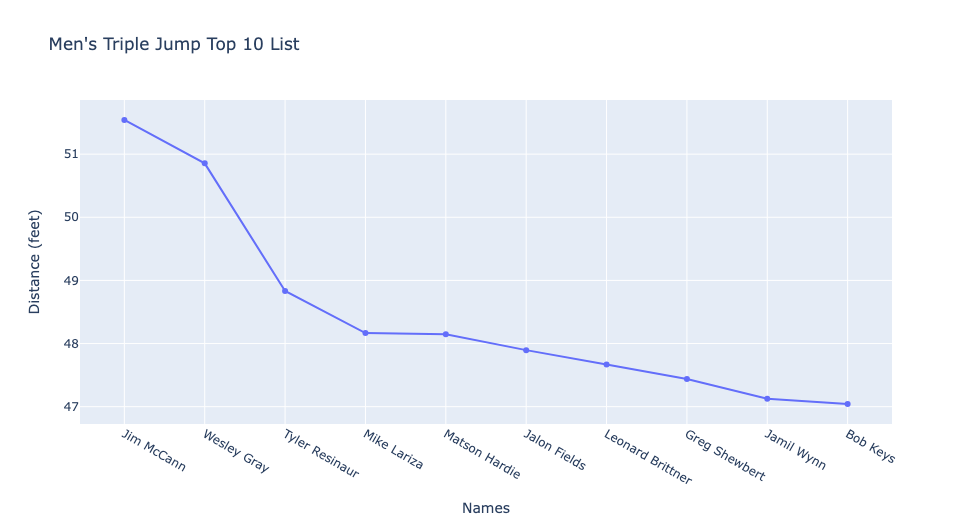 Men's Triple Jump Top 10 List
51
50
49
48
47
Distance (feet)
Jim McCann
Wesley Gray
Tyler Resinaur
Mike Lariza
Matson Hardie
Jalon Fields
Leonard Brittner
Greg Shewbert
Jamil Wynn
Bob Keys
Names